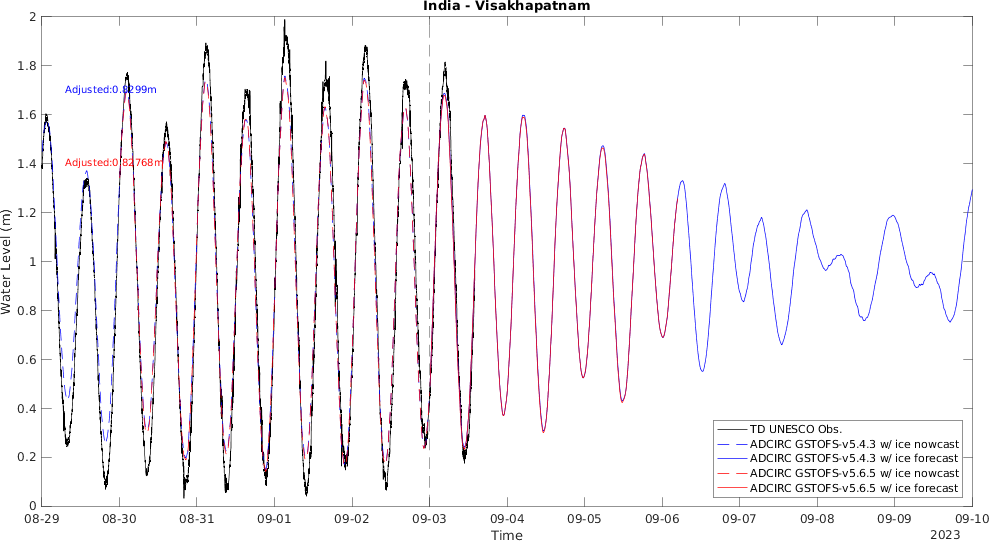 India - Visakhapatnam
2
1.8
1.6
1.4
1.2
1
0.8
0.6
0.4
0.2
0
Water Level (m)
Adjusted:0.8299m
Adjusted:0.82768m
TD UNESCO Obs.
ADCIRC GSTOFS-v5.4.3 w/ ice nowcast
ADCIRC GSTOFS-v5.4.3 w/ ice forecast
ADCIRC GSTOFS-v5.6.5 w/ ice nowcast
ADCIRC GSTOFS-v5.6.5 w/ ice forecast
08-29 08-30 08-31 09-01 09-02 09-03 09-04 09-05 09-06 09-07 09-08 09-09 09-10
Time
2023